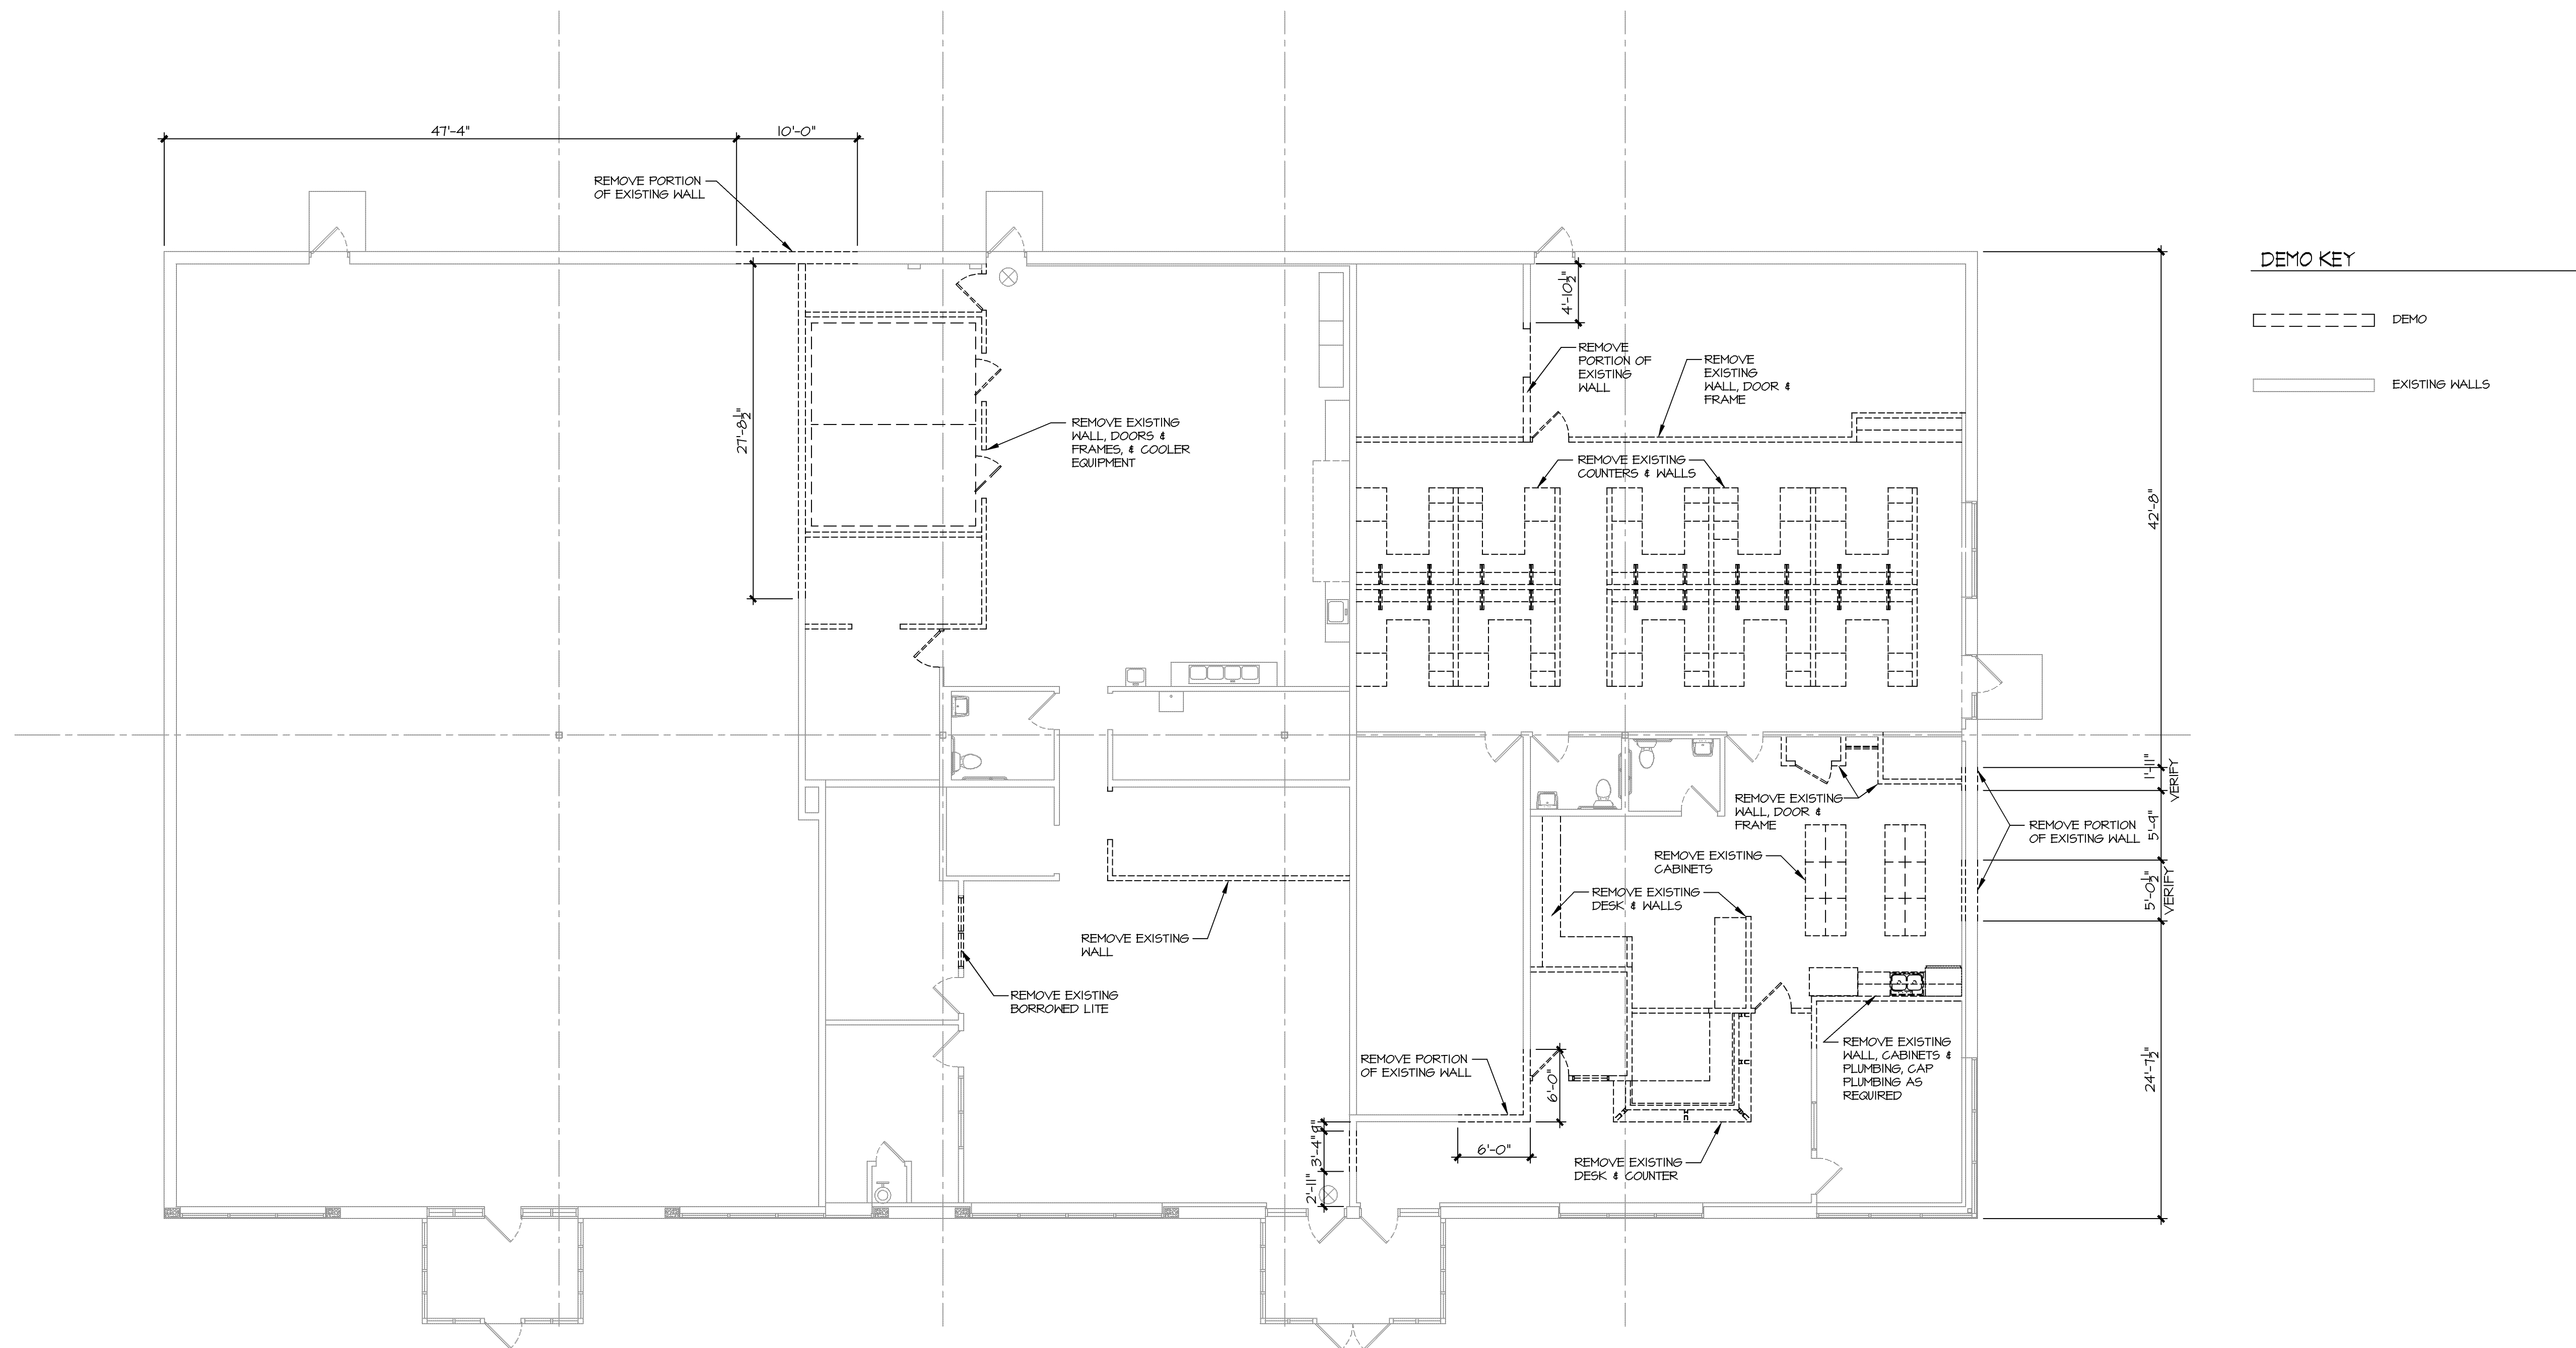 47'-4"
10'-0"
REMOVE PORTION
OF EXISTING WALL
DEMO KEY
DEMO
EXISTING WALLS
4'-10½"
REMOVE
PORTION OF
EXISTING
WALL
REMOVE
EXISTING
WALL, DOOR &
FRAME
27'-8½"
REMOVE EXISTING
WALL, DOORS &
FRAMES, & COOLER
EQUIPMENT
REMOVE EXISTING
COUNTERS & WALLS
42'-8"
1'-11"
VERIFY
REMOVE EXISTING
WALL, DOOR &
FRAME
5'-9"
REMOVE PORTION
OF EXISTING WALL
REMOVE EXISTING
CABINETS
5'-0½"
VERIFY
REMOVE EXISTING
DESK & WALLS
REMOVE EXISTING
WALL
REMOVE EXISTING
BORROWED LITE
REMOVE PORTION
OF EXISTING WALL
6'-0"
REMOVE EXISTING
WALL, CABINETS &
PLUMBING, CAP
PLUMBING AS
REQUIRED
24'-7½"
9"
3'-4"
6'-0"
REMOVE EXISTING
DESK & COUNTER
2'-11"